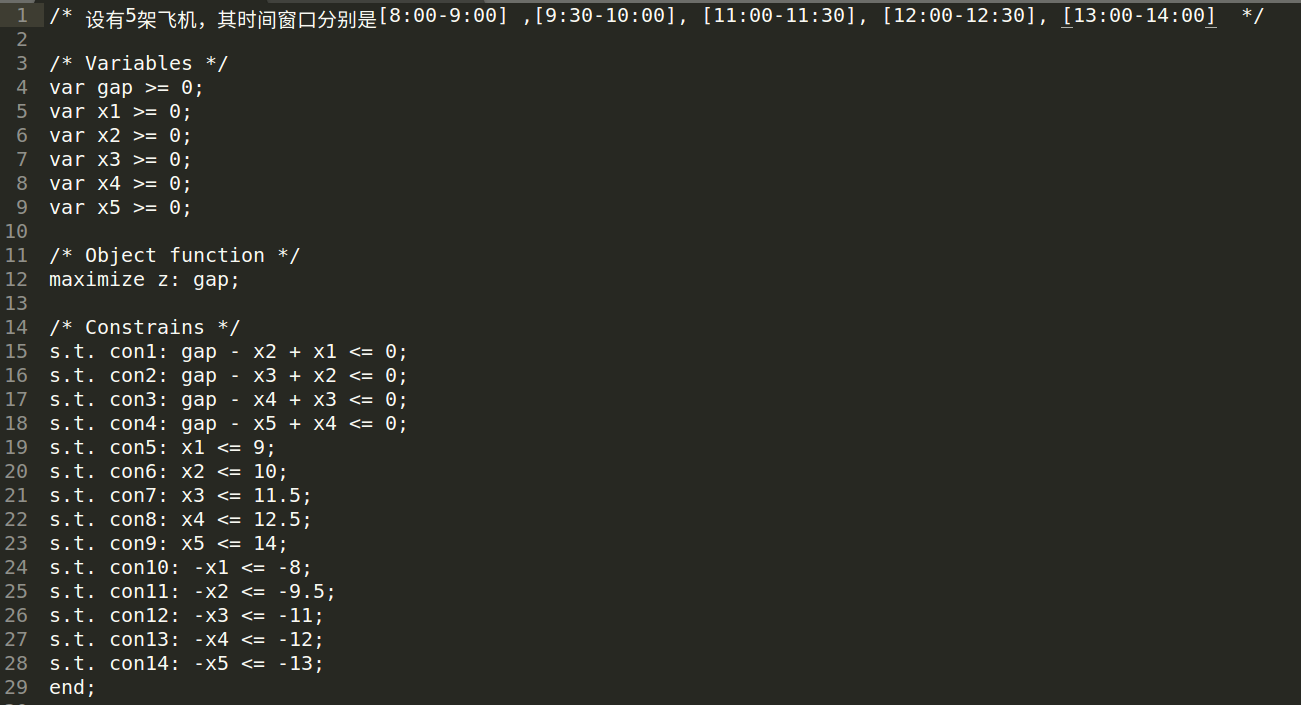 1 /* 设有5架飞机，其时间窗口分别是[8:00-9:00] ,[9:30-10:00], [11:00-11:30], [12:00-12:30], [13:00-14:00]  */
2
3 /* Variables */
4 var gap >= 0;
5 var x1 >= 0;
6 var x2 >= 0;
7 var x3 >= 0;
8 var x4 >= 0;
9 var x5 >= 0;
10
11 /* Object function */
12 maximize z: gap;
13
14 /* Constrains */
15 s.t. con1: gap - x2 + x1 <= 0;
16 s.t. con2: gap - x3 + x2 <= 0;
17 s.t. con3: gap - x4 + x3 <= 0;
18 s.t. con4: gap - x5 + x4 <= 0;
19 s.t. con5: x1 <= 9;
20 s.t. con6: x2 <= 10;
21 s.t. con7: x3 <= 11.5;
22 s.t. con8: x4 <= 12.5;
23 s.t. con9: x5 <= 14;
24 s.t. con10: -x1 <= -8;
25 s.t. con11: -x2 <= -9.5;
26 s.t. con12: -x3 <= -11;
27 s.t. con13: -x4 <= -12;
28 s.t. con14: -x5 <= -13;
29 end;